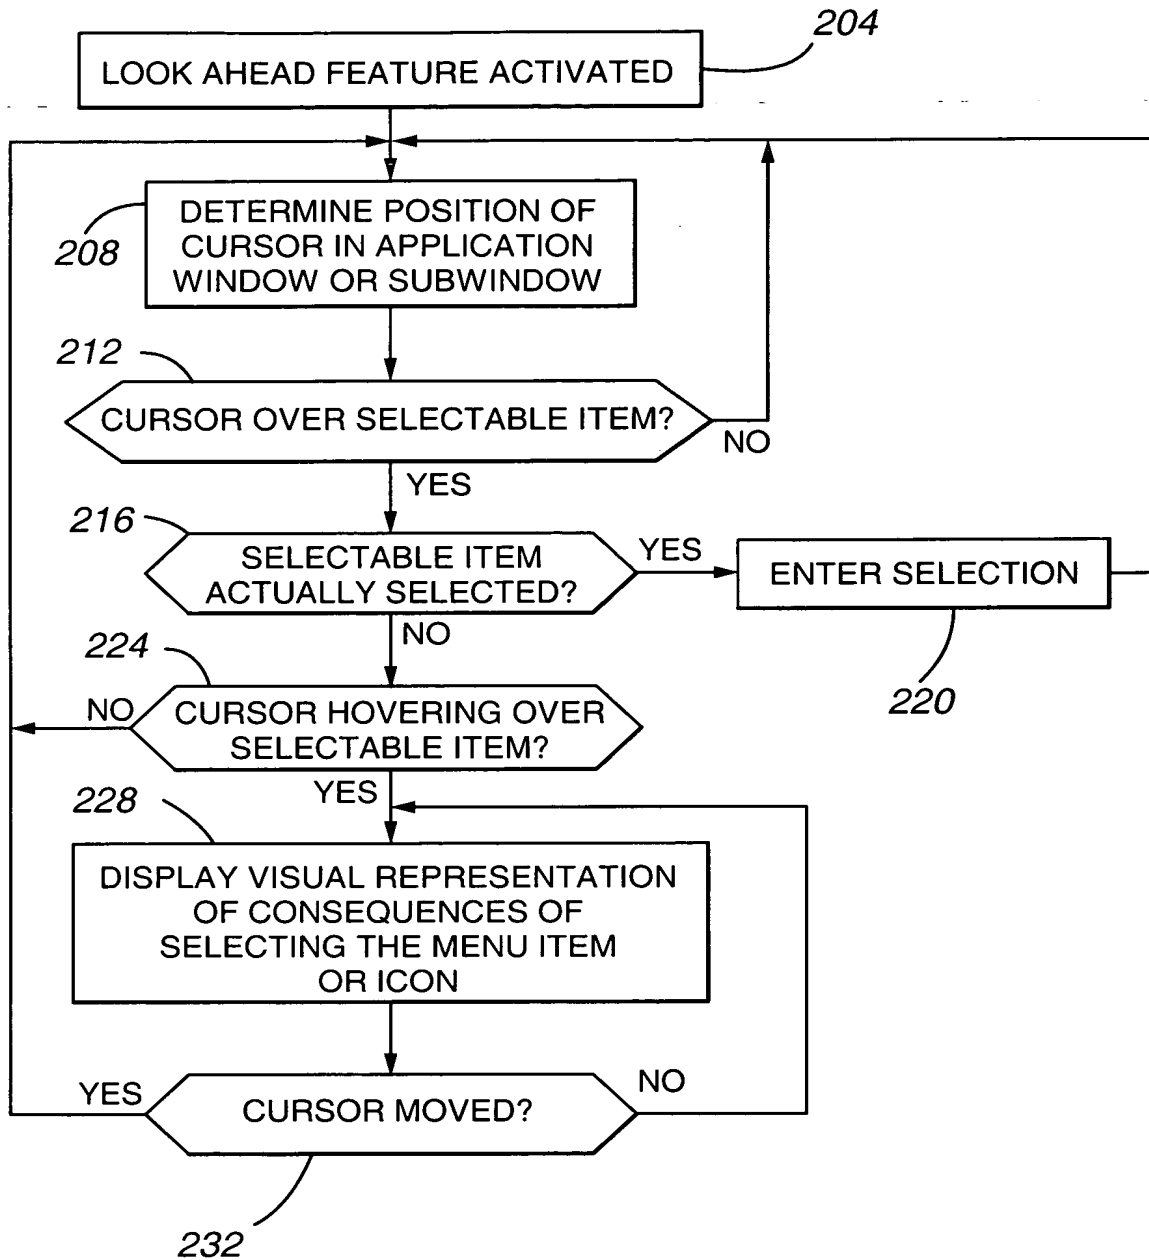 204
LOOK AHEAD FEATURE ACTIVATED
208
DETERMINE POSITION OF
CURSOR IN APPLICATION
WINDOW OR SUBWINDOW
212
CURSOR OVER SELECTABLE ITEM?
NO
YES
216
SELECTABLE ITEM
ACTUALLY SELECTED?
YES
ENTER SELECTION
220
NO
224
NO
CURSOR HOVERING OVER
SELECTABLE ITEM?
YES
228
DISPLAY VISUAL REPRESENTATION
OF CONSEQUENCES OF
SELECTING THE MENU ITEM
OR ICON
YES
CURSOR MOVED?
NO
232